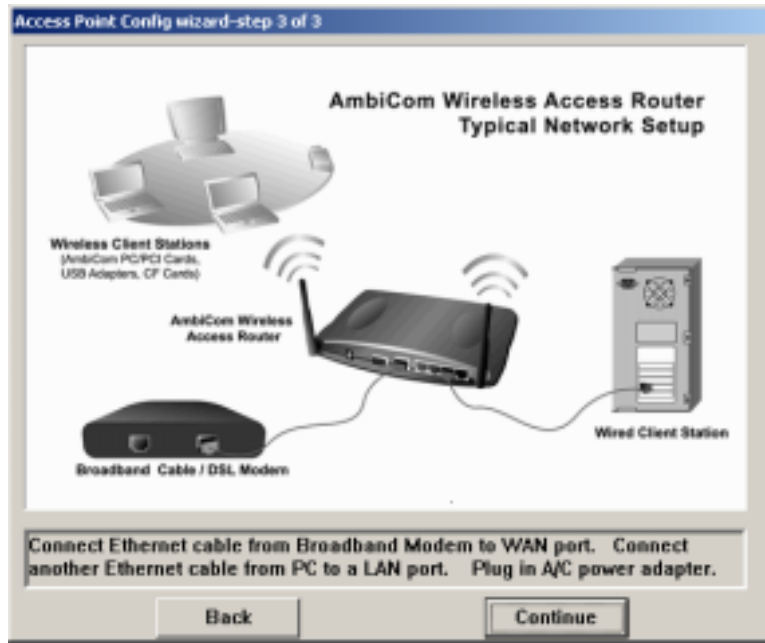 Access Point Config wizard-step 3 of 3
AmbiCom Wireless Access Router
Typical Network Setup
Wireless Client Stations
(AmbiCom PC/PCI Cards,
USB Adapters, CF Cards)
AmbiCom Wireless
Access Router
Wired Client Station
Broadband Cable / DSL Modem
Connect Ethernet cable from Broadband Modem to WAN port. Connect
another Ethernet cable from PC to a LAN port. Plug in A/C power adapter.
Back
Continue